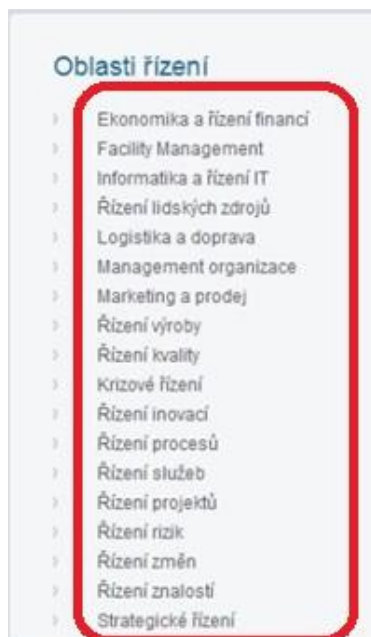 Oblasti řízení
Ekonomika a řízení financí
Facility Management
Informatika a řízení IT
Řízení lidských zdrojů
Logistika a doprava
Management organizace
Marketing a prodej
Řízení výroby
Řízení kvality
Krizové řízení
Řízení inovací
Řízení procesů
Řízení služeb
Řízení projektů
Řízení rizik
Řízení změn
Řízení znalostí
Strategické řízení